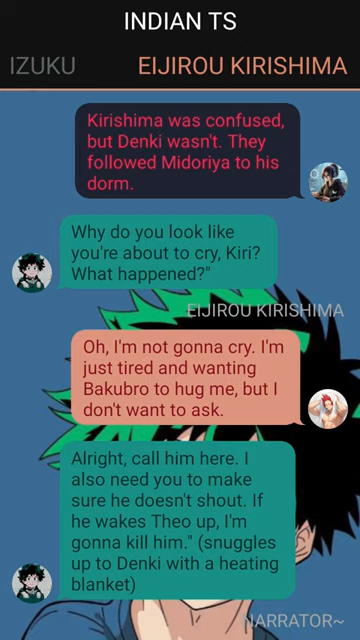 INDIAN TS
IZUKU
EIJIROU KIRISHIMA
Kirishima was confused,
but Denki wasn't. They
followed Midoriya to his
dorm.
Why do you look like
you're about to cry, Kiri?
What happened?"
EIJIROU KIRISHIMA
Oh, I'm not gonna cry. I'm
just tired and wanting
Bakubro to hug me, but I
don't want to ask.
Alright, call him here. I
also need you to make
sure he doesn't shout. If
he wakes Theo up, I'm
gonna kill him." (snuggles
up to Denki with a heating
blanket)
NARRATOR~